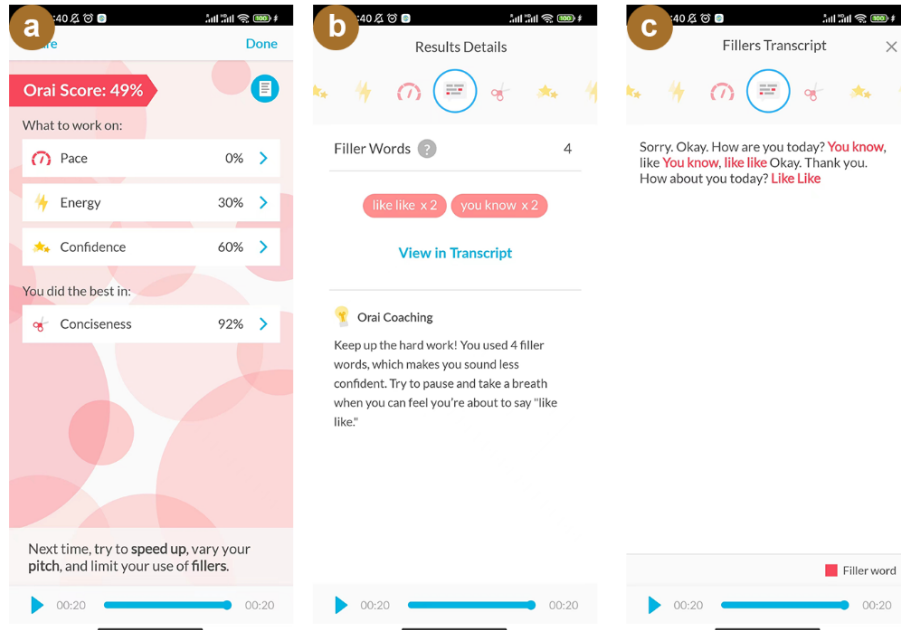 a
:40
re
Done
Orai Score: 49%
What to work on:
Pace 0%
Energy 30%
Confidence 60%
You did the best in:
Conciseness 92%
Next time, try to speed up, vary your
pitch, and limit your use of fillers.
00:20 00:20
b
:40
Results Details
Filler Words ? 4
like like x 2 you know x 2
View in Transcript
Orai Coaching
Keep up the hard work! You used 4 filler
words, which makes you sound less
confident. Try to pause and take a breath
when you can feel you're about to say "like
like."
00:20 00:20
c
:40
Fillers Transcript
Sorry. Okay. How are you today? You know,
like You know, like like Okay. Thank you.
How about you today? Like Like
Filler word
00:20 00:20